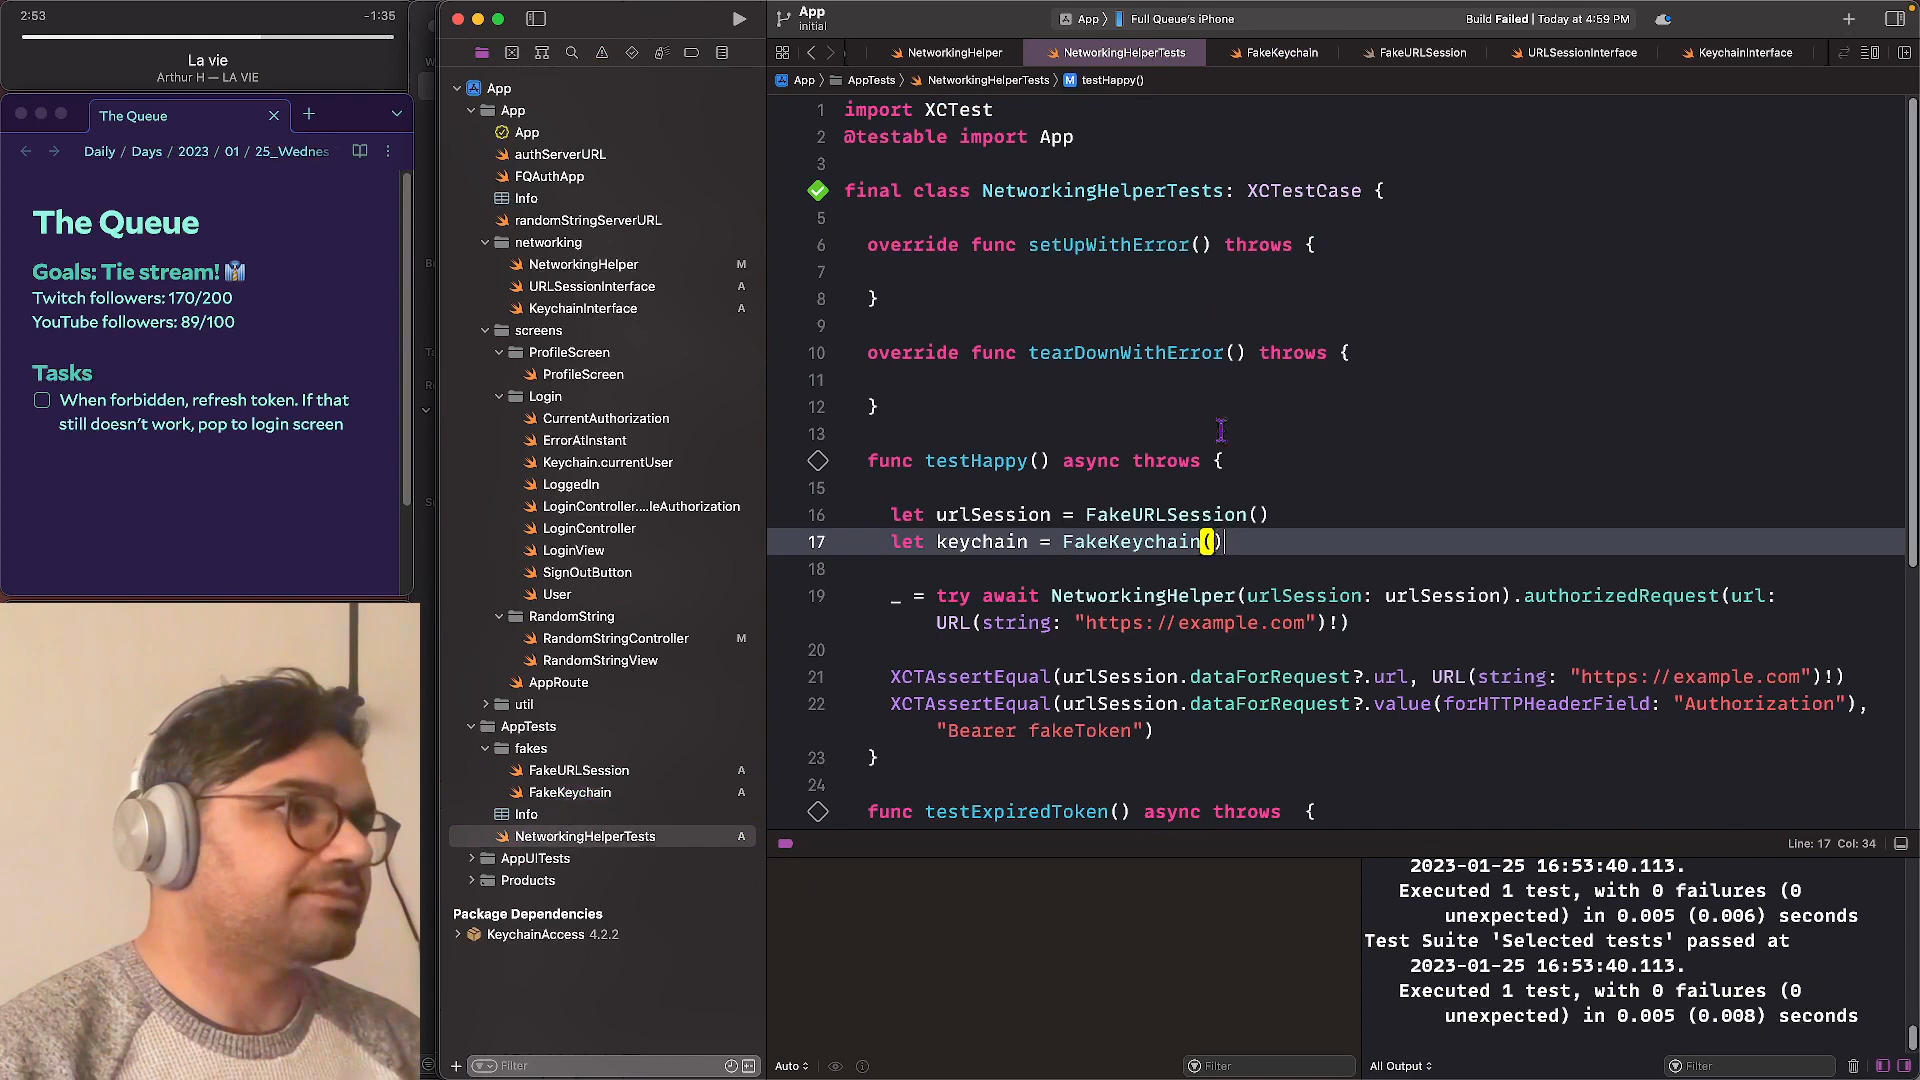 2:53
-1:35
La vie
Arthur H — LA VIE
The Queue
Daily / Days / 2023 / 01 / 25_Wednes
The Queue
Goals: Tie stream! 👔
Twitch followers: 170/200
YouTube followers: 89/100
Tasks
When forbidden, refresh token. If that
still doesn't work, pop to login screen
App
initial
App
Full Queue's iPhone
Build Failed | Today at 4:59 PM
NetworkingHelper
NetworkingHelperTests
FakeKeychain
FakeURLSession
URLSessionInterface
KeychainInterface
App
AppTests
NetworkingHelperTests
M
testHappy()
App
App
App
authServerURL
FQAuthApp
Info
randomStringServerURL
networking
NetworkingHelper M
URLSessionInterface A
KeychainInterface A
screens
ProfileScreen
ProfileScreen
Login
CurrentAuthorization
ErrorAtInstant
Keychain.currentUser
LoggedIn
LoginController....leAuthorization
LoginController
LoginView
SignOutButton
User
RandomString
RandomStringController M
RandomStringView
AppRoute
util
AppTests
fakes
FakeURLSession A
FakeKeychain A
Info
NetworkingHelperTests A
AppUITests
Products
Package Dependencies
KeychainAccess 4.2.2
Filter
1 import XCTest
2 @testable import App
3
4 final class NetworkingHelperTests: XCTestCase {
5
6 override func setUpWithError() throws {
7
8 }
9
10 override func tearDownWithError() throws {
11
12 }
13
func testHappy() async throws {
15
16 let urlSession = FakeURLSession()
17 let keychain = FakeKeychain()
18
19 _ = try await NetworkingHelper(urlSession: urlSession).authorizedRequest(url:
URL(string: "https://example.com")!)
20
21 XCTAssertEqual(urlSession.dataForRequest?.url, URL(string: "https://example.com")!)
22 XCTAssertEqual(urlSession.dataForRequest?.value(forHTTPHeaderField: "Authorization"),
"Bearer fakeToken")
23 }
24
func testExpiredToken() async throws {
Line: 17 Col: 34
2023-01-25 16:53:40.113.
Executed 1 test, with 0 failures (0
unexpected) in 0.005 (0.006) seconds
Test Suite 'Selected tests' passed at
2023-01-25 16:53:40.113.
Executed 1 test, with 0 failures (0
unexpected) in 0.005 (0.008) seconds
Auto
Filter
All Output
Filter